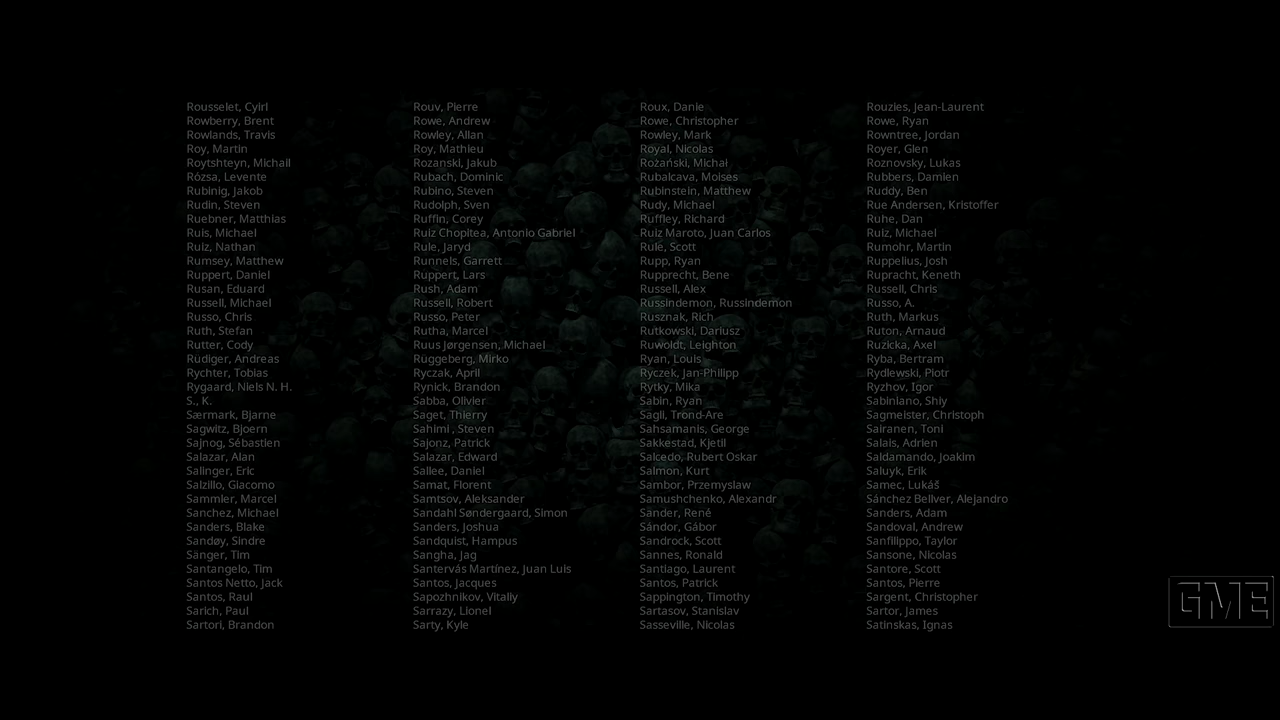 Rousselet, Cyirl Rouv, Pierre Roux, Danie Rouzies, Jean-Laurent
Rowberry, Brent Rowe, Andrew Rowe, Christopher Rowe, Ryan
Rowlands, Travis Rowley, Allan Rowley, Mark Rowntree, Jordan
Roy, Martin Roy, Mathieu Royal, Nicolas Royer, Glen
Roytshteyn, Michail Rozanski, Jakub Rożański, Michał Roznovsky, Lukas
Rózsa, Levente Rubach, Dominic Rubalcava, Moises Rubbers, Damien
Rubinig, Jakob Rubino, Steven Rubinstein, Matthew Ruddy, Ben
Rudin, Steven Rudolph, Sven Rudy, Michael Rue Andersen, Kristoffer
Ruebner, Matthias Ruffin, Corey Ruffley, Richard Ruhe, Dan
Ruis, Michael Ruiz Chopitea, Antonio Gabriel Ruiz Maroto, Juan Carlos Ruiz, Michael
Ruiz, Nathan Rule, Jaryd Rule, Scott Rumohr, Martin
Rumsey, Matthew Runnels, Garrett Rupp, Ryan Ruppelius, Josh
Ruppert, Daniel Ruppert, Lars Rupprecht, Bene Rupracht, Keneth
Rusan, Eduard Rush, Adam Russell, Alex Russell, Chris
Russell, Michael Russell, Robert Russindemon, Russindemon Russo, A.
Russo, Chris Russo, Peter Rusznak, Rich Ruth, Markus
Ruth, Stefan Rutha, Marcel Rutkowski, Dariusz Ruton, Arnaud
Rutter, Cody Ruus Jørgensen, Michael Ruwoldt, Leighton Ruzicka, Axel
Rüdiger, Andreas Rüggeberg, Mirko Ryan, Louis Ryba, Bertram
Rychter, Tobias Ryczak, April Ryczek, Jan-Philipp Rydlewski, Piotr
Rygaard, Niels N. H. Rynick, Brandon Rytky, Mika Ryzhov, Igor
S., K. Sabba, Olivier Sabin, Ryan Sabiniano, Shiy
Særmark, Bjarne Saget, Thierry Sagli, Trond-Are Sagmeister, Christoph
Sagwitz, Bjoern Sahimi , Steven Sahsamanis, George Sairanen, Toni
Sajnog, Sébastien Sajonz, Patrick Sakkestad, Kjetil Salais, Adrien
Salazar, Alan Salazar, Edward Salcedo, Rubert Oskar Saldamando, Joakim
Salinger, Eric Sallee, Daniel Salmon, Kurt Saluyk, Erik
Salzillo, Giacomo Samat, Florent Sambor, Przemyslaw Samec, Lukáš
Sammler, Marcel Samtsov, Aleksander Samushchenko, Alexandr Sánchez Bellver, Alejandro
Sanchez, Michael Sandahl Søndergaard, Simon Sander, René Sanders, Adam
Sanders, Blake Sanders, Joshua Sándor, Gábor Sandoval, Andrew
Sandøy, Sindre Sandquist, Hampus Sandrock, Scott Sanfilippo, Taylor
Sänger, Tim Sangha, Jag Sannes, Ronald Sansone, Nicolas
Santangelo, Tim Santervás Martínez, Juan Luis Santiago, Laurent Santore, Scott
Santos Netto, Jack Santos, Jacques Santos, Patrick Santos, Pierre
Santos, Raul Sapozhnikov, Vitaliy Sappington, Timothy Sargent, Christopher
Sarich, Paul Sarrazy, Lionel Sartasov, Stanislav Sartor, James
Sartori, Brandon Sarty, Kyle Sasseville, Nicolas Satinskas, Ignas
GME